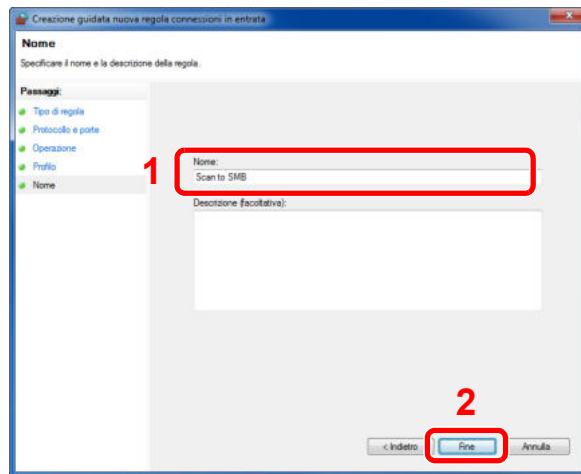 Creazione guidata nuova regola connessioni in entrata
Nome
Specificare il nome e la descrizione della regola.
Passaggi:
Tipo di regola
Protocollo e porte
Operazione
Profilo
Nome
1
Nome:
Scan to SMB
Descrizione (facoltativa):
2
< Indietro
Fine
Annulla